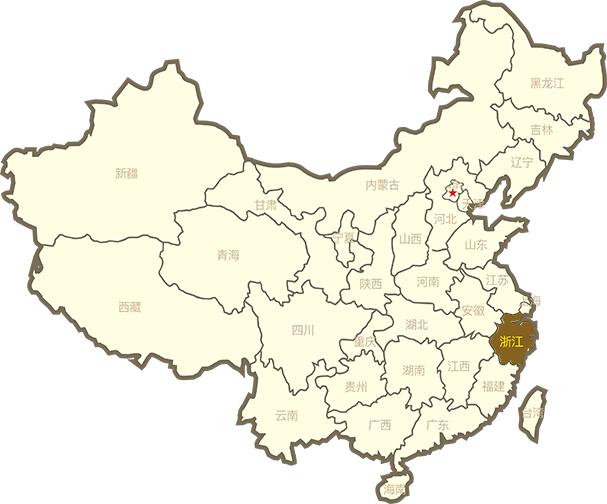 黑龙江
吉林
辽宁
新疆
内蒙古
甘肃
天津
河北
宁夏
山西
山东
青海
陕西
河南
江苏
西藏
安徽
上海
四川
湖北
重庆
浙江
湖南
江西
贵州
福建
云南
台湾
广西
广东
海南